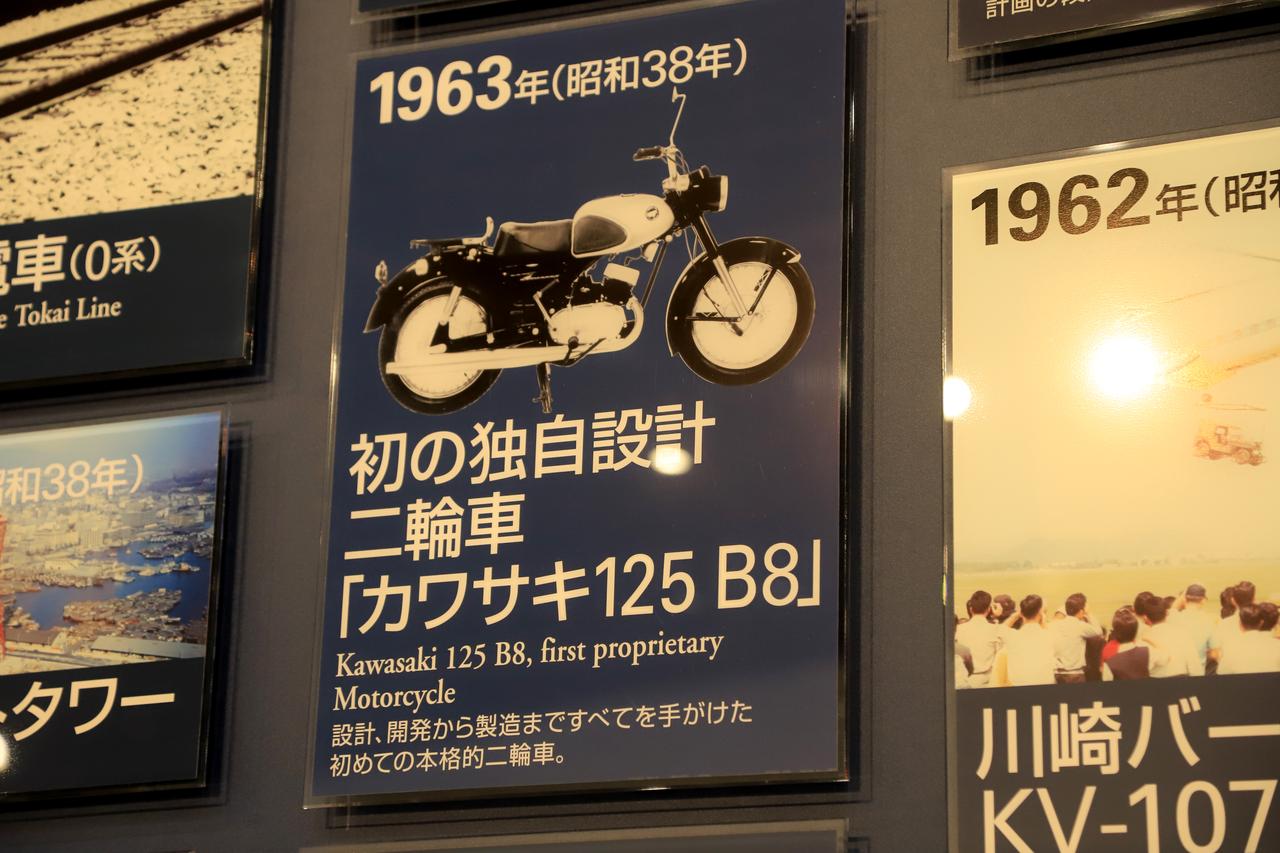 計画の
電車(0系)
Tokai Line
昭和38年)
タワー
1963年(昭和38年)
初の独自設計
二輪車
「カワサキ125 B8」
Kawasaki 125 B8, first proprietary
Motorcycle
設計、開発から製造まですべてを手がけた
初めての本格的二輪車。
1962年(昭
川崎バー
KV-107